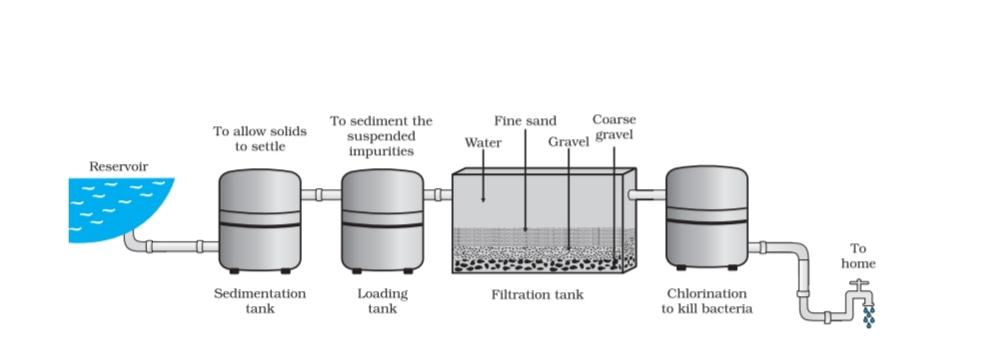 Reservoir
To allow solids
to settle
To sediment the
suspended
impurities
Water
Fine sand
Gravel
Coarse
gravel
To
home
Sedimentation
tank
Loading
tank
Filtration tank
Chlorination
to kill bacteria